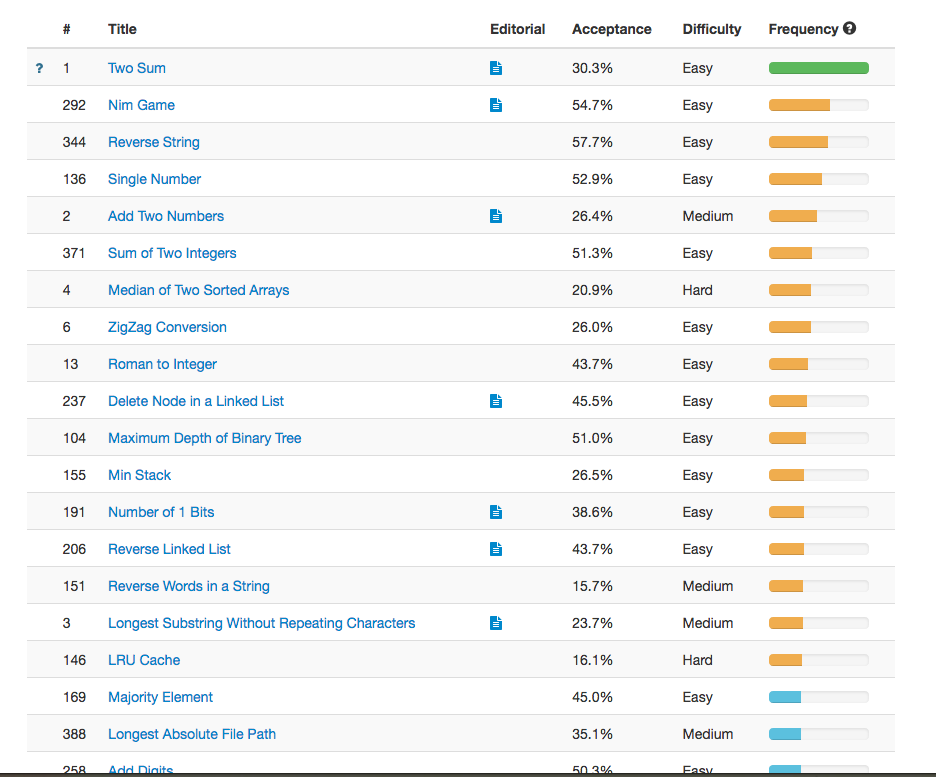 # Title Editorial Acceptance Difficulty Frequency ?
? 1 Two Sum 30.3% Easy
292 Nim Game 54.7% Easy
344 Reverse String 57.7% Easy
136 Single Number 52.9% Easy
2 Add Two Numbers 26.4% Medium
371 Sum of Two Integers 51.3% Easy
4 Median of Two Sorted Arrays 20.9% Hard
6 ZigZag Conversion 26.0% Easy
13 Roman to Integer 43.7% Easy
237 Delete Node in a Linked List 45.5% Easy
104 Maximum Depth of Binary Tree 51.0% Easy
155 Min Stack 26.5% Easy
191 Number of 1 Bits 38.6% Easy
206 Reverse Linked List 43.7% Easy
151 Reverse Words in a String 15.7% Medium
3 Longest Substring Without Repeating Characters 23.7% Medium
146 LRU Cache 16.1% Hard
169 Majority Element 45.0% Easy
388 Longest Absolute File Path 35.1% Medium
258 Add Digits 50.3% Easy